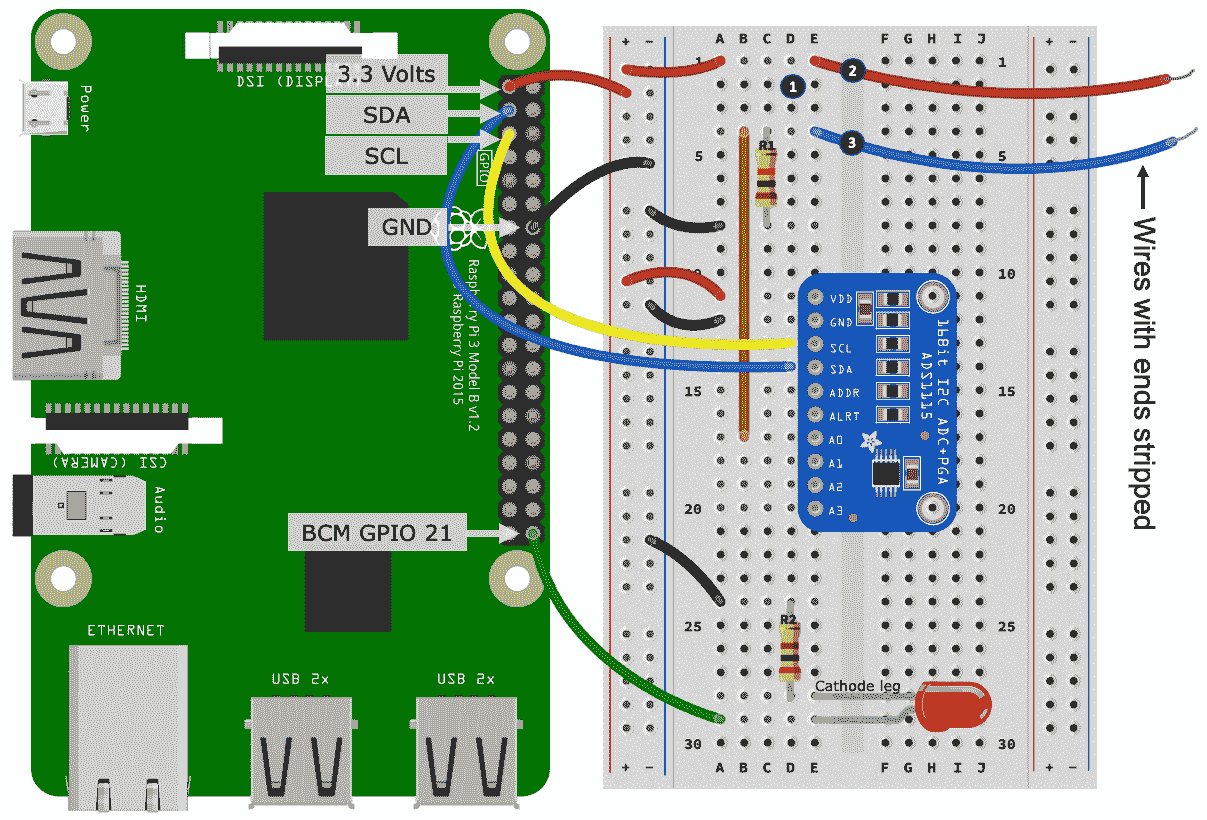 DSI (DISPLAY)
3.3 Volts
SDA
SCL
GPIO
GND
Power
HDMI
Raspberry Pi 3 Model B v1.2
Raspberry Pi 2015
CSI (CAMERA)
Audio
BCM GPIO 21
ETHERNET
USB 2x
USB 2x
+ − A B C D E F G H I J + −
1 1
2
1
3
5 5
R1
10 10
VDD
GND
SCL
SDA
ADDR
ALRT
A0
A1
A2
A3
16Bit I2C ADC+PGA
ADS1115
15 15
20 20
25 25
R2
Cathode leg
30 30
+ − A B C D E F G H I J + −
Wires with ends stripped